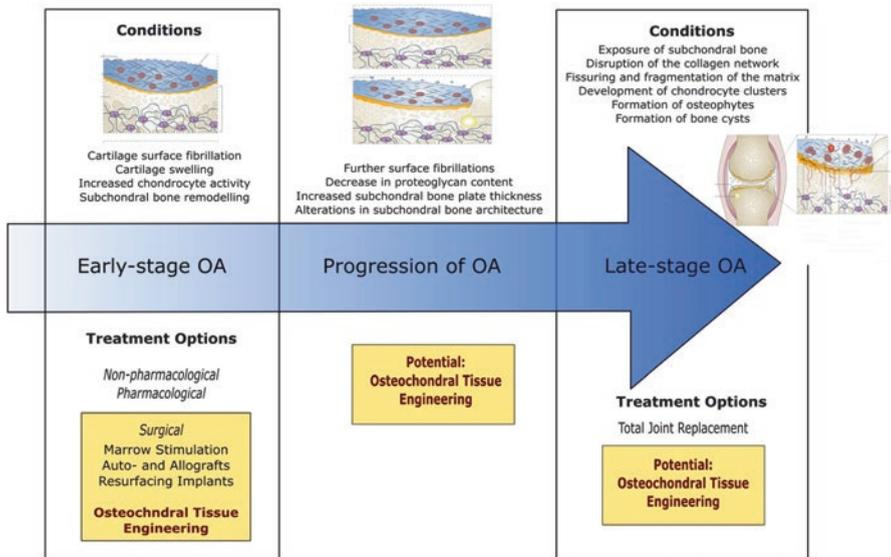 Conditions
Cartilage surface fibrillation
Cartilage swelling
Increased chondrocyte activity
Subchondral bone remodelling
Further surface fibrillations
Decrease in proteoglycan content
Increased subchondral bone plate thickness
Alterations in subchondral bone architecture
Conditions
Exposure of subchondral bone
Disruption of the collagen network
Fissuring and fragmentation of the matrix
Development of chondrocyte clusters
Formation of osteophytes
Formation of bone cysts
Early-stage OA
Progression of OA
Late-stage OA
Treatment Options
Non-pharmacological
Pharmacological
Surgical
Marrow Stimulation
Auto- and Allografts
Resurfacing Implants
Osteochndral Tissue
Engineering
Potential:
Osteochondral Tissue
Engineering
Treatment Options
Total Joint Replacement
Potential:
Osteochondral Tissue
Engineering